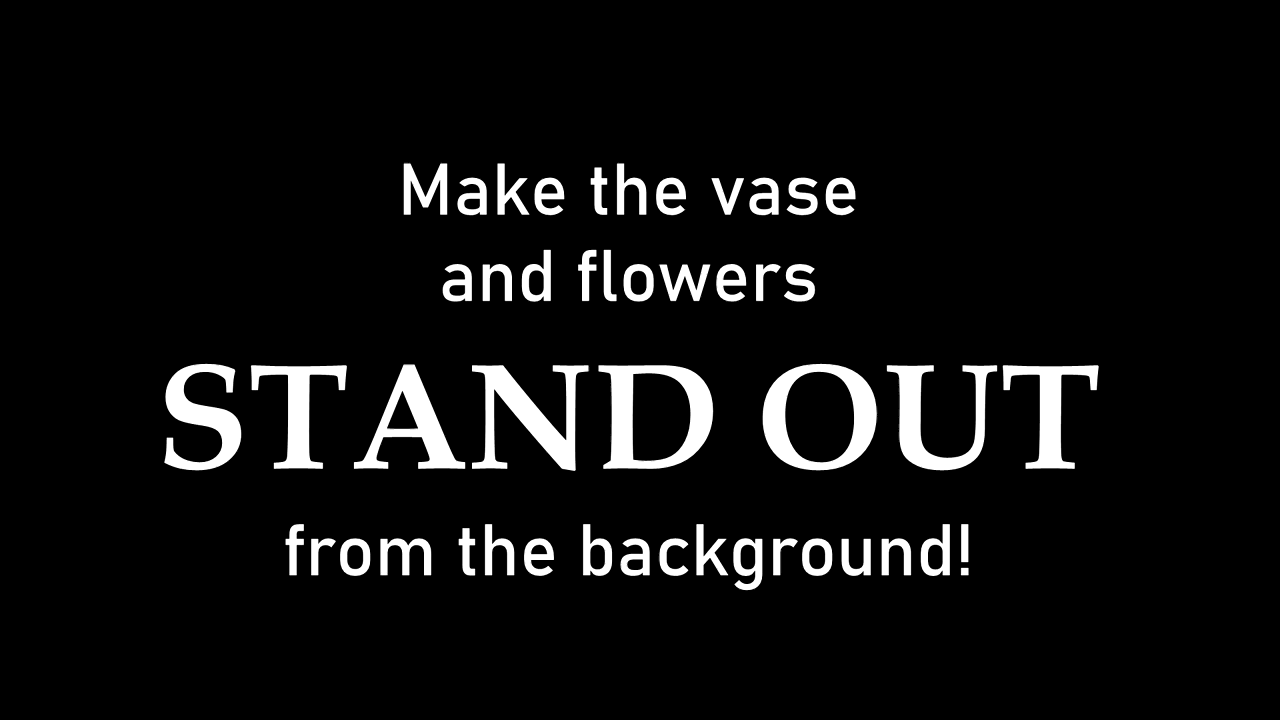 Make the vase
and flowers
STAND OUT
from the background!